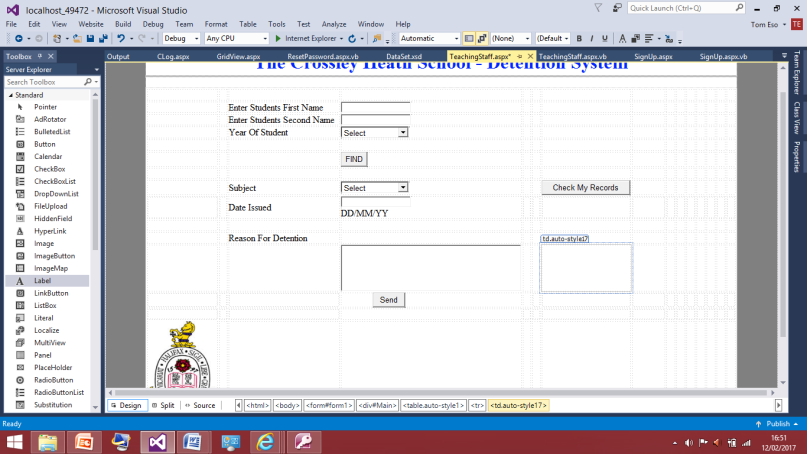 localhost_49472 - Microsoft Visual Studio
Quick Launch (Ctrl+Q)
File Edit View Website Build Debug Team Format Table Tools Test Analyze Window Help
Tom Eso TE
Debug Any CPU Internet Explorer Automatic (None) (Default B I U A
Toolbox
Output CLog.aspx GridView.aspx ResetPassword.aspx.vb DataSet.xsd TeachingStaff.aspx* TeachingStaff.aspx.vb SignUp.aspx SignUp.aspx.vb
Server Explorer
Search Toolbox
Standard
Pointer
AdRotator
BulletedList
Button
Calendar
CheckBox
CheckBoxList
DropDownList
FileUpload
HiddenField
HyperLink
Image
ImageButton
ImageMap
Label
LinkButton
ListBox
Literal
Localize
MultiView
Panel
PlaceHolder
RadioButton
RadioButtonList
Substitution
The Crossley Heath School - Detention System
Enter Students First Name
Enter Students Second Name
Year Of Student Select
FIND
Subject Select Check My Records
Date Issued
DD/MM/YY
Reason For Detention td.auto-style17
Send
Team Explorer
Class View
Properties
Design Split Source <html> <body> <form#form1> <div#Main> <table.auto-style1> <tr> <td.auto-style17>
Ready
Publish
16:51
12/02/2017